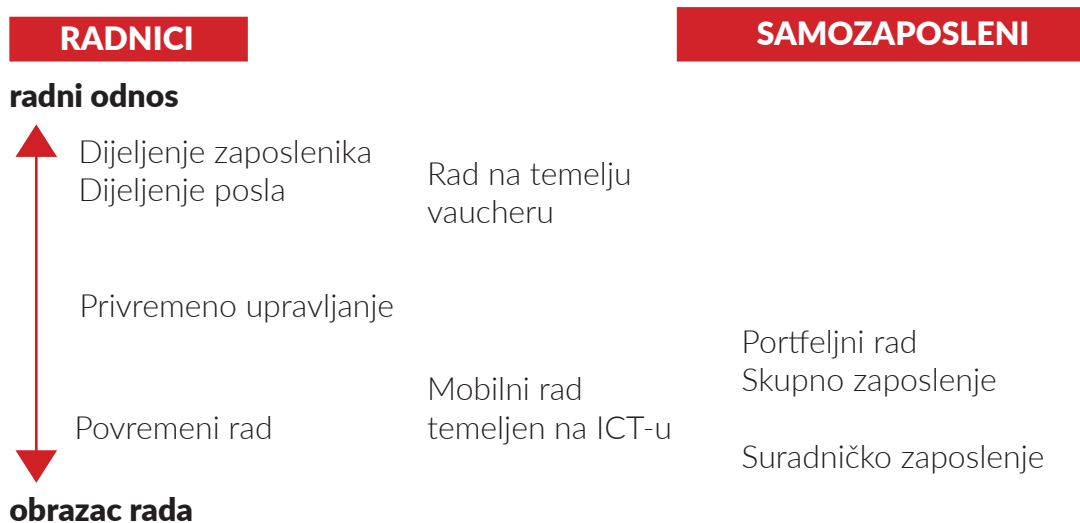 RADNICI
SAMOZAPOSLENI
radni odnos
Dijeljenje zaposlenika
Dijeljenje posla
Rad na temelju
vaucheru
Privremeno upravljanje
Portfeljni rad
Skupno zaposlenje
Mobilni rad
temeljen na ICT-u
Povremeni rad
Suradničko zaposlenje
obrazac rada